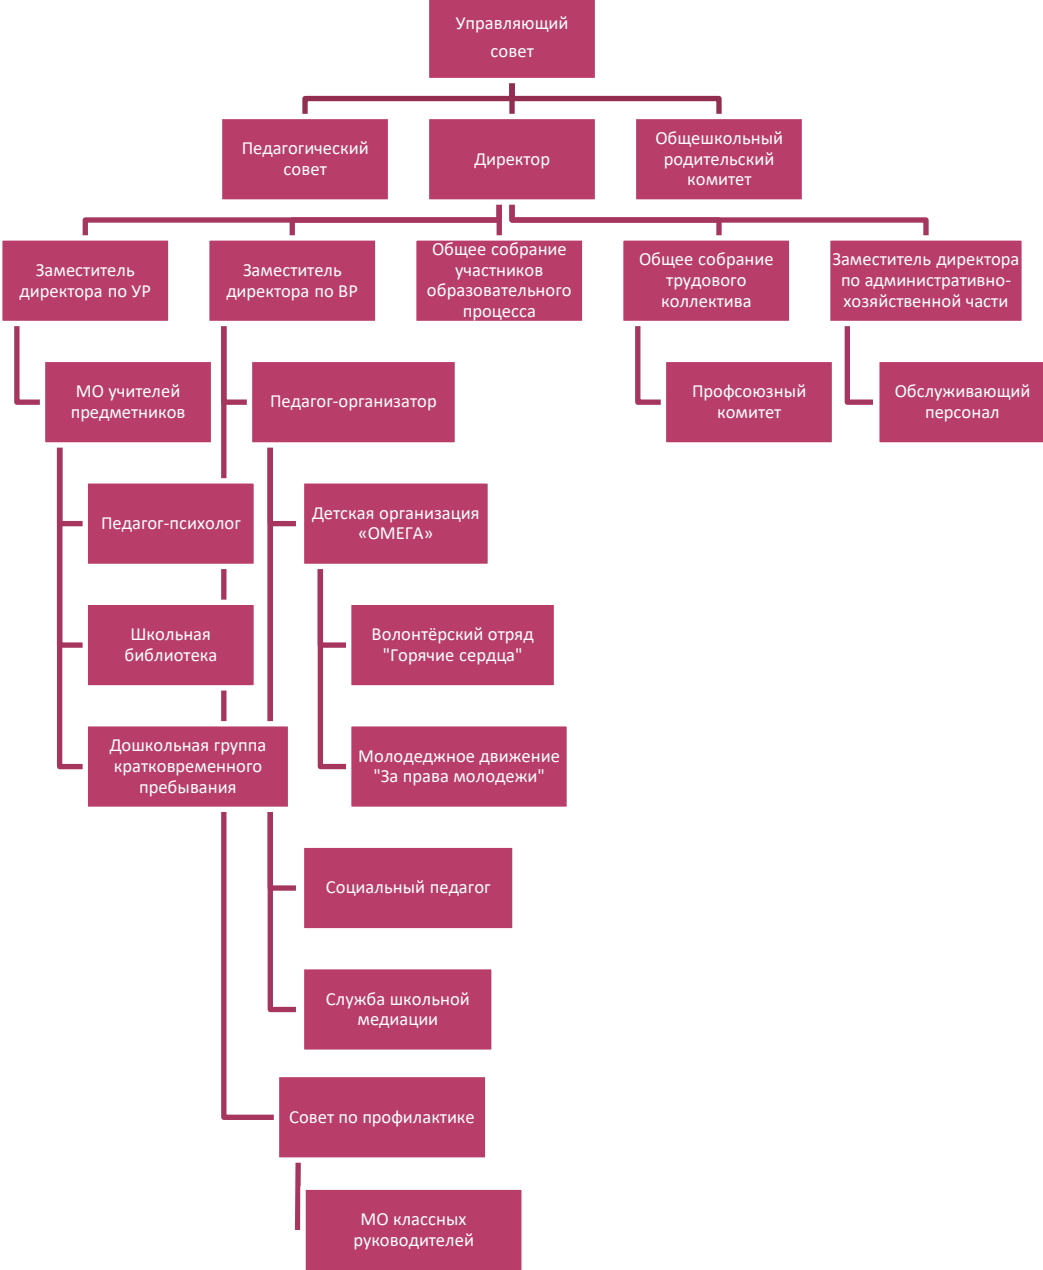 Управляющий
совет
Педагогический
совет
Директор
Общешкольный
родительский
комитет
Заместитель
директора по УР
Заместитель
директора по ВР
Общее собрание
участников
образовательного
процесса
Общее собрание
трудового
коллектива
Заместитель директора
по административно-
хозяйственной части
МО учителей
предметников
Педагог-организатор
Профсоюзный
комитет
Обслуживающий
персонал
Педагог-психолог
Детская организация
«ОМЕГА»
Школьная
библиотека
Волонтёрский отряд
"Горячие сердца"
Дошкольная группа
кратковременного
пребывания
Молодеджное движение
"За права молодежи"
Социальный педагог
Служба школьной
медиации
Совет по профилактике
МО классных
руководителей